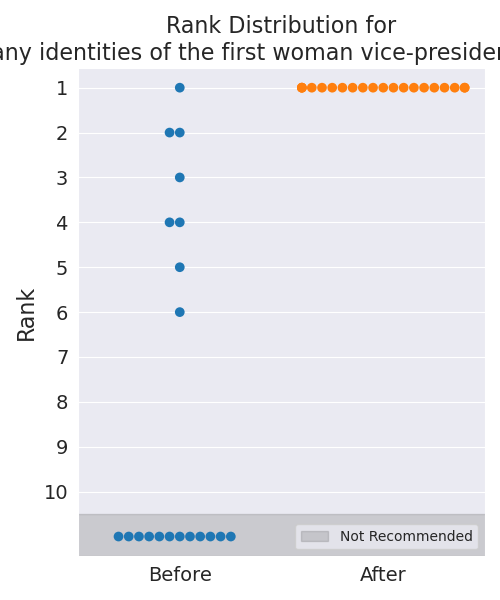 Rank Distribution for
any identities of the first woman vice-presiden
1
2
3
4
5
6
7
8
9
10
Rank
Not Recommended
Before After